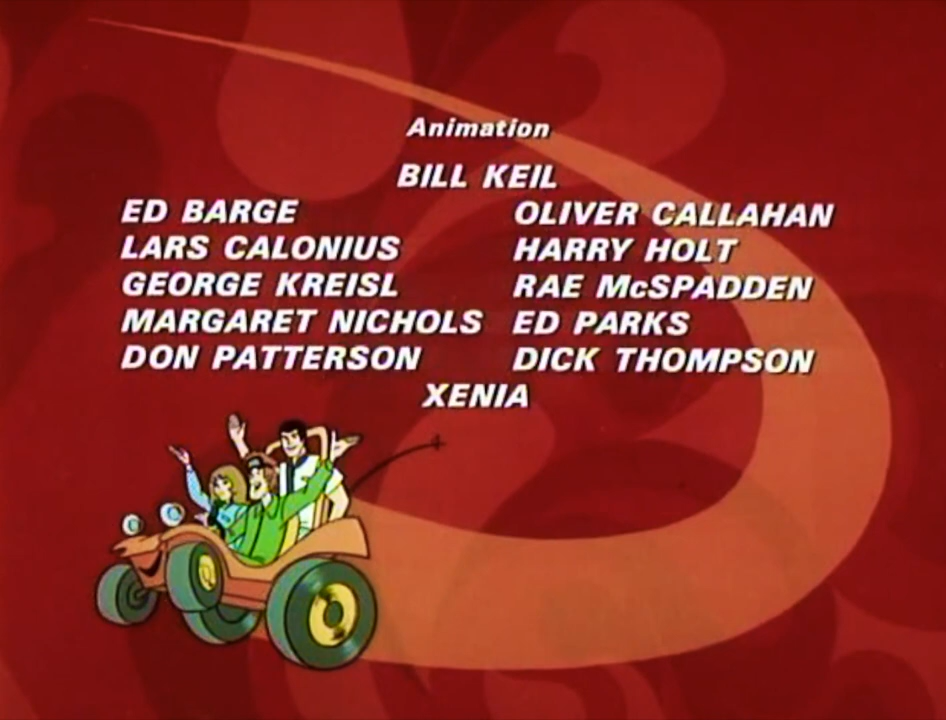 Animation
BILL KEIL
ED BARGE OLIVER CALLAHAN
LARS CALONIUS HARRY HOLT
GEORGE KREISL RAE McSPADDEN
MARGARET NICHOLS ED PARKS
DON PATTERSON DICK THOMPSON
XENIA